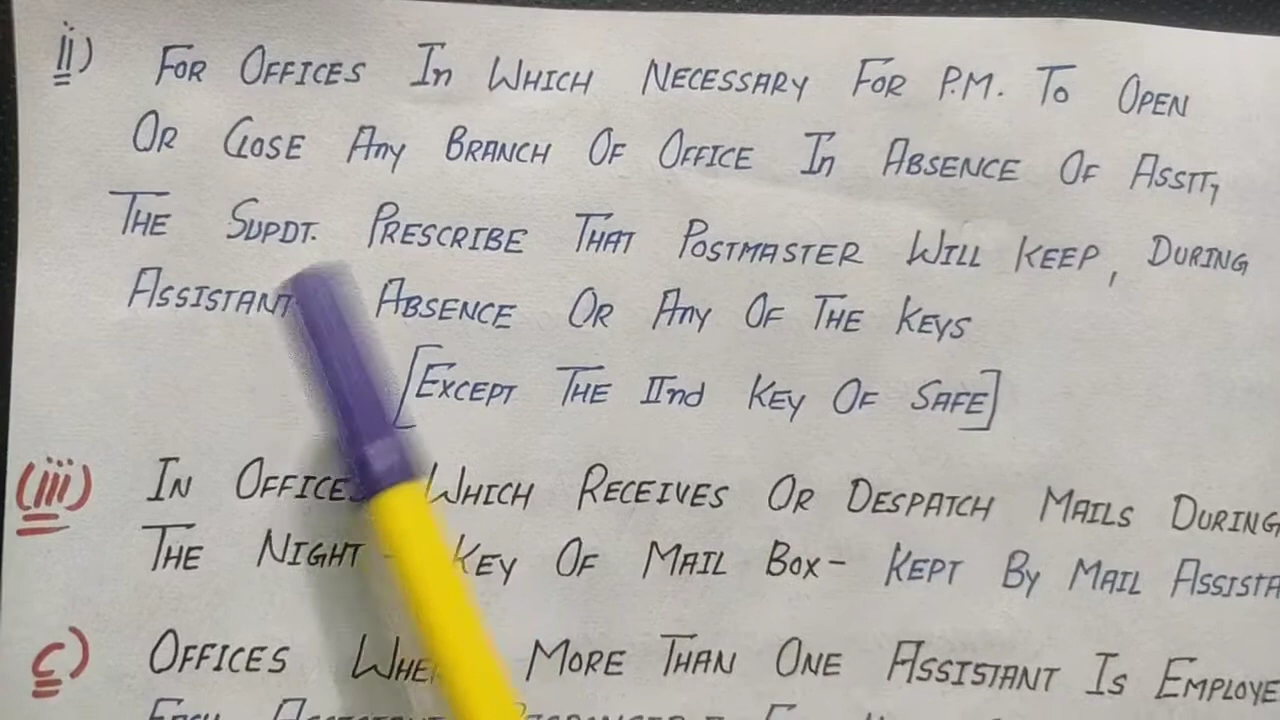 ii) FOR OFFICES In WHICH NECESSARY FOR P.M. TO OPEN
OR CLOSE Any BRANCH OF OFFICE In ABSENCE OF ASSTT,
THE SUPDT. PRESCRIBE THAT POSTMASTER WILL KEEP, DURING
ASSISTANT ABSENCE OR Any OF THE KEYS
[EXCEPT THE IInd KEY OF SAFE]
(iii) IN OFFICES WHICH RECEIVES OR DESPATCH MAILS DURING
THE NIGHT - KEY OF MAIL BOX- KEPT By MAIL ASSISTA
C) OFFICES WHE MORE THAN ONE ASSISTANT IS EMPLOYE